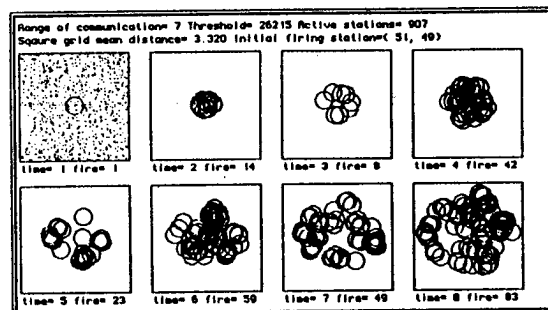 Range of communication= 7 Threshold= 26215 Active stations= 907
Sqaure grid mean distance= 3.320 Initial firing station=( 51, 49)
time= 1 fire= 1
time= 2 fire= 14
time= 3 fire= 8
time= 4 fire= 42
time= 5 fire= 23
time= 6 fire= 59
time= 7 fire= 49
time= 8 fire= 83